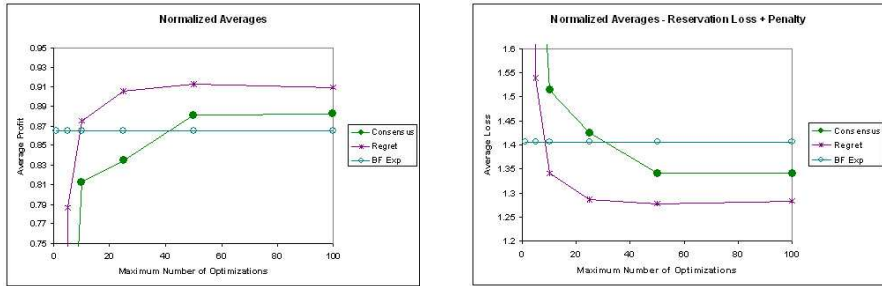 Normalized Averages
0.95
0.93
0.91
0.89
0.87
0.85
0.83
0.81
0.79
0.77
0.75
Average Profit
0 20 40 60 80 100
Maximum Number of Optimizations
Consensus
Regret
BF Exp
Normalized Averages - Reservation Loss + Penalty
1.6
1.55
1.5
1.45
1.4
1.35
1.3
1.25
1.2
Average Loss
0 20 40 60 80 100
Maximum Number of Optimizations
Consensus
Regret
BF Exp